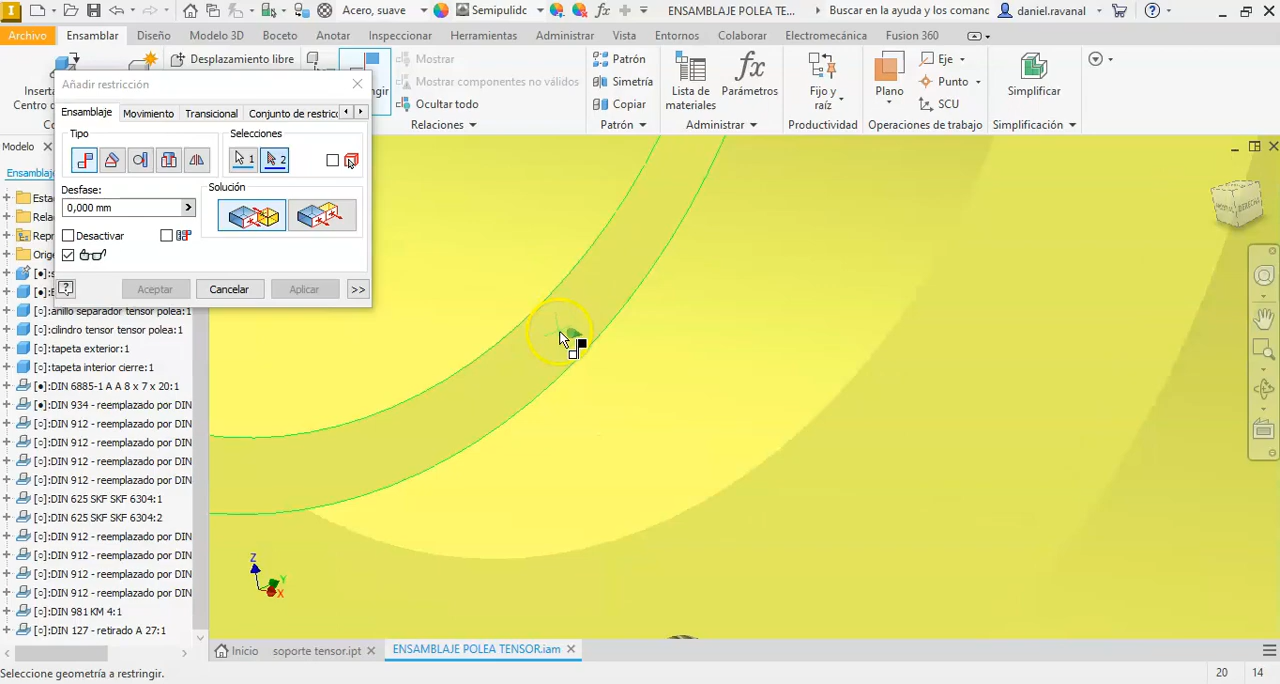 Acero, suave
Semipulidc
ENSAMBLAJE POLEA TE...
Buscar en la ayuda y los comanc
daniel.ravanal
Archivo
Ensamblar
Diseño
Modelo 3D
Boceto
Anotar
Inspeccionar
Herramientas
Administrar
Vista
Entornos
Colaborar
Electromecánica
Fusion 360
Desplazamiento libre
Mostrar
Mostrar componentes no válidos
Ocultar todo
Relaciones
Patrón
Simetría
Copiar
Patrón
Lista de
materiales
Parámetros
Administrar
Fijo y
raíz
Productividad
Plano
Eje
Punto
SCU
Operaciones de trabajo
Simplificar
Simplificación
Añadir restricción
Ensamblaje
Movimiento
Transicional
Conjunto de restricc
Tipo
Selecciones
1
2
Desfase:
0,000 mm
Solución
Desactivar
Aceptar
Cancelar
Aplicar
>>
Modelo
Ensamblaje
Esta
Rela
Repr
Orige
anillo separador tensor polea:1
cilindro tensor tensor polea:1
tapeta exterior:1
tapeta interior cierre:1
[●]:DIN 6885-1 A A 8 x 7 x 20:1
[●]:DIN 934 - reemplazado por DIN
[○]:DIN 912 - reemplazado por DIN
[○]:DIN 912 - reemplazado por DIN
[○]:DIN 912 - reemplazado por DIN
[○]:DIN 912 - reemplazado por DIN
[○]:DIN 625 SKF SKF 6304:1
[○]:DIN 625 SKF SKF 6304:2
[○]:DIN 912 - reemplazado por DIN
[○]:DIN 912 - reemplazado por DIN
[○]:DIN 912 - reemplazado por DIN
[○]:DIN 912 - reemplazado por DIN
[○]:DIN 981 KM 4:1
[○]:DIN 127 - retirado A 27:1
Z
Y
X
Inicio
soporte tensor.ipt
ENSAMBLAJE POLEA TENSOR.iam
Seleccione geometría a restringir.
20
14